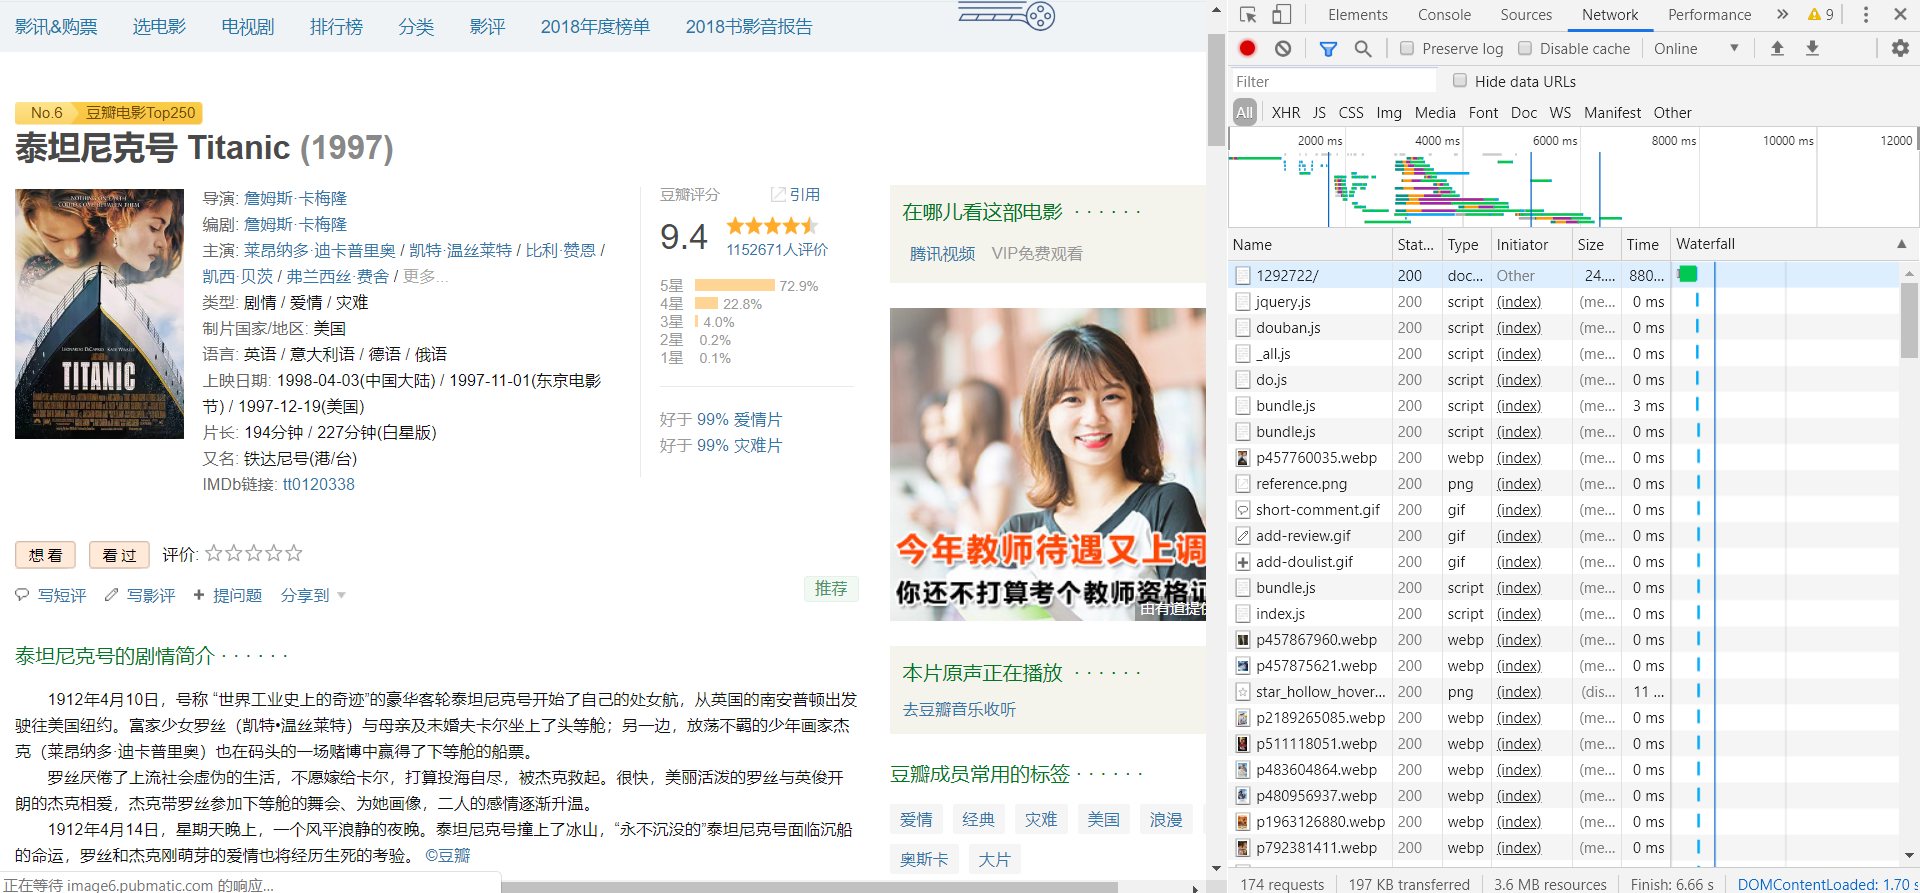 影讯&购票 选电影 电视剧 排行榜 分类 影评 2018年度榜单 2018书影音报告
No.6 豆瓣电影Top250
泰坦尼克号 Titanic (1997)
NOTHING ON EARTH
COULD COME BETWEEN THEM
LEONARDO DiCAPRIO KATE WINSLET
TITANIC
导演: 詹姆斯·卡梅隆
编剧: 詹姆斯·卡梅隆
主演: 莱昂纳多·迪卡普里奥 / 凯特·温丝莱特 / 比利·赞恩 /
凯西·贝茨 / 弗兰西丝·费舍 / 更多...
类型: 剧情 / 爱情 / 灾难
制片国家/地区: 美国
语言: 英语 / 意大利语 / 德语 / 俄语
上映日期: 1998-04-03(中国大陆) / 1997-11-01(东京电影
节) / 1997-12-19(美国)
片长: 194分钟 / 227分钟(白星版)
又名: 铁达尼号(港/台)
IMDb链接: tt0120338
豆瓣评分 引用
9.4
1152671人评价
5星 72.9%
4星 22.8%
3星 4.0%
2星 0.2%
1星 0.1%
好于 99% 爱情片
好于 99% 灾难片
想看 看过 评价:
写短评 写影评 + 提问题 分享到 推荐
泰坦尼克号的剧情简介 · · · · · ·
1912年4月10日，号称 “世界工业史上的奇迹”的豪华客轮泰坦尼克号开始了自己的处女航，从英国的南安普顿出发
驶往美国纽约。富家少女罗丝（凯特•温丝莱特）与母亲及未婚夫卡尔坐上了头等舱；另一边，放荡不羁的少年画家杰
克（莱昂纳多·迪卡普里奥）也在码头的一场赌博中赢得了下等舱的船票。
罗丝厌倦了上流社会虚伪的生活，不愿嫁给卡尔，打算投海自尽，被杰克救起。很快，美丽活泼的罗丝与英俊开
朗的杰克相爱，杰克带罗丝参加下等舱的舞会、为她画像，二人的感情逐渐升温。
1912年4月14日，星期天晚上，一个风平浪静的夜晚。泰坦尼克号撞上了冰山，“永不沉没的”泰坦尼克号面临沉船
的命运，罗丝和杰克刚萌芽的爱情也将经历生死的考验。 ©豆瓣
正在等待 image6.pubmatic.com 的响应...
在哪儿看这部电影 · · · · · ·
腾讯视频 VIP免费观看
今年教师待遇又上调
你还不打算考个教师资格证
由有道提供
本片原声正在播放 · · · · · ·
去豆瓣音乐收听
豆瓣成员常用的标签 · · · · · ·
爱情 经典 灾难 美国 浪漫
奥斯卡 大片
Elements Console Sources Network Performance » 9
Preserve log Disable cache Online
Filter Hide data URLs
All XHR JS CSS Img Media Font Doc WS Manifest Other
2000 ms 4000 ms 6000 ms 8000 ms 10000 ms 12000
Name Stat... Type Initiator Size Time Waterfall
1292722/ 200 doc... Other 24.... 880...
jquery.js 200 script (index) (me... 0 ms
douban.js 200 script (index) (me... 0 ms
_all.js 200 script (index) (me... 0 ms
do.js 200 script (index) (me... 0 ms
bundle.js 200 script (index) (me... 3 ms
bundle.js 200 script (index) (me... 0 ms
p457760035.webp 200 webp (index) (me... 0 ms
reference.png 200 png (index) (me... 0 ms
short-comment.gif 200 gif (index) (me... 0 ms
add-review.gif 200 gif (index) (me... 0 ms
add-doulist.gif 200 gif (index) (me... 0 ms
bundle.js 200 script (index) (me... 0 ms
index.js 200 script (index) (me... 0 ms
p457867960.webp 200 webp (index) (me... 0 ms
p457875621.webp 200 webp (index) (me... 0 ms
star_hollow_hover... 200 png (index) (dis... 11 ...
p2189265085.webp 200 webp (index) (me... 0 ms
p511118051.webp 200 webp (index) (me... 0 ms
p483604864.webp 200 webp (index) (me... 0 ms
p480956937.webp 200 webp (index) (me... 0 ms
p1963126880.webp 200 webp (index) (me... 0 ms
p792381411.webp 200 webp (index) (me... 0 ms
174 requests 197 KB transferred 3.6 MB resources Finish: 6.66 s DOMContentLoaded: 1.70 s